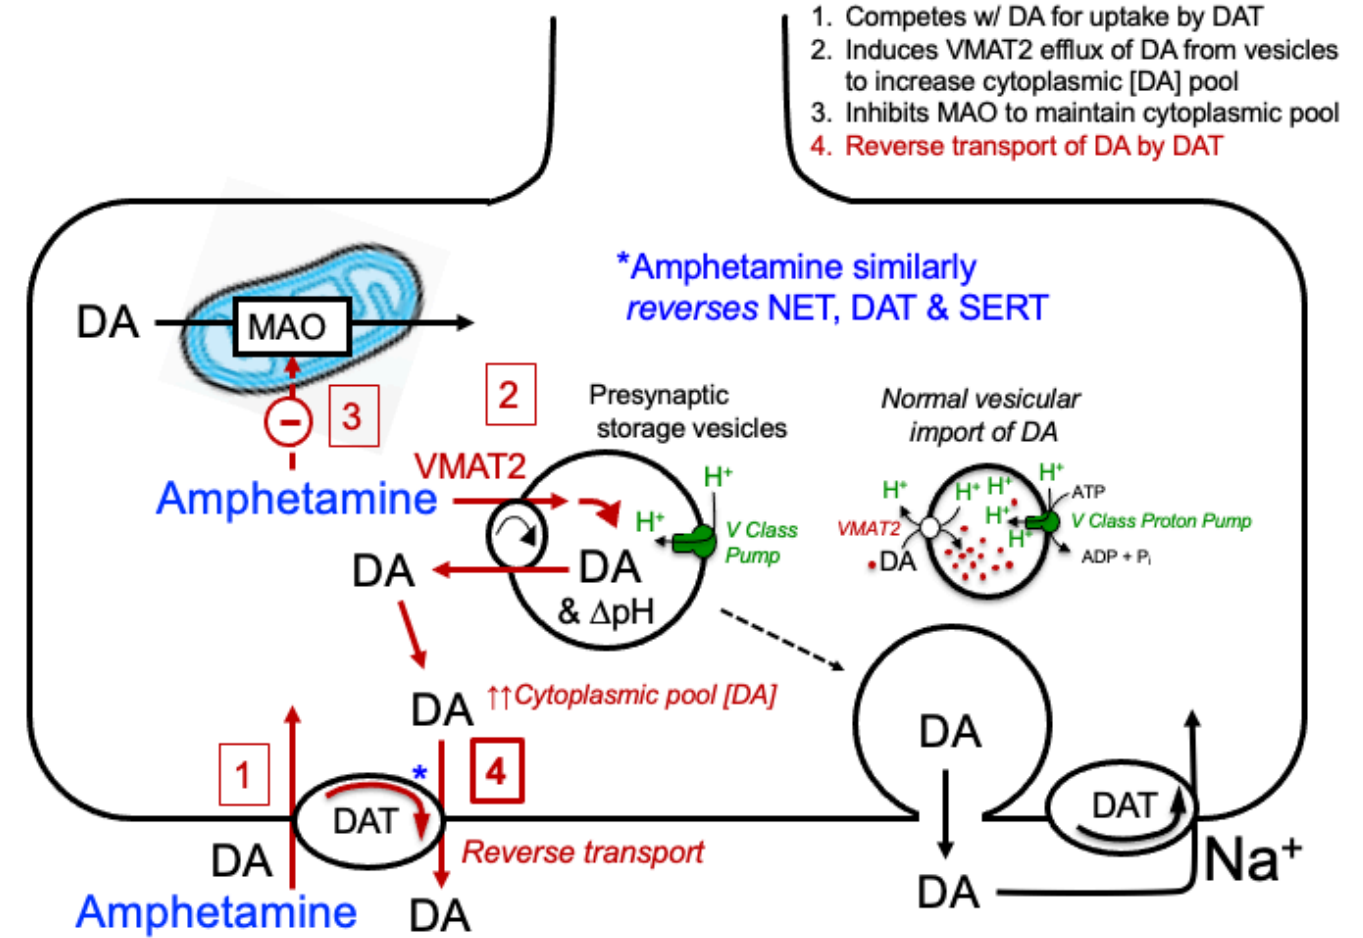 1. Competes w/ DA for uptake by DAT
2. Induces VMAT2 efflux of DA from vesicles
to increase cytoplasmic [DA] pool
3. Inhibits MAO to maintain cytoplasmic pool
4. Reverse transport of DA by DAT
*Amphetamine similarly
reverses NET, DAT & SERT
DA
MAO
3
Amphetamine
2
VMAT2
Presynaptic
storage vesicles
H+
H+
V Class
Pump
DA
DA
& ΔpH
Normal vesicular
import of DA
H+
H+ H+
H+
H+
H+
ATP
VMAT2
V Class Proton Pump
DA
ADP + Pi
DA
↑↑Cytoplasmic pool [DA]
1
*
4
DAT
DA
Reverse transport
Amphetamine
DA
DA
DAT
Na+
DA